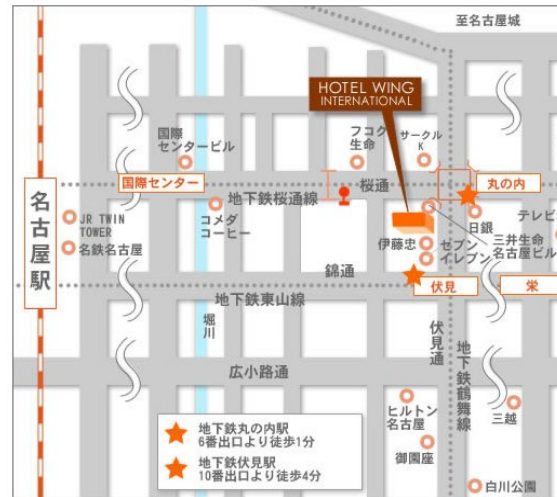 至名古屋城
HOTEL WING
INTERNATIONAL
国際
センタービル
フコク
生命
サークル
K
国際センター
桜通
丸の内
地下鉄桜通線
名古屋駅
JR TWIN
TOWER
名鉄名古屋
コメダ
コーヒー
日銀
テレビ
伊藤忠
セブン
イレブン
三井生命
名古屋ビル
錦通
伏見
栄
地下鉄東山線
堀川
伏見通
地下鉄鶴舞線
広小路通
ヒルトン
名古屋
三越
御園座
白川公園
地下鉄丸の内駅
6番出口より徒歩1分
地下鉄伏見駅
10番出口より徒歩4分